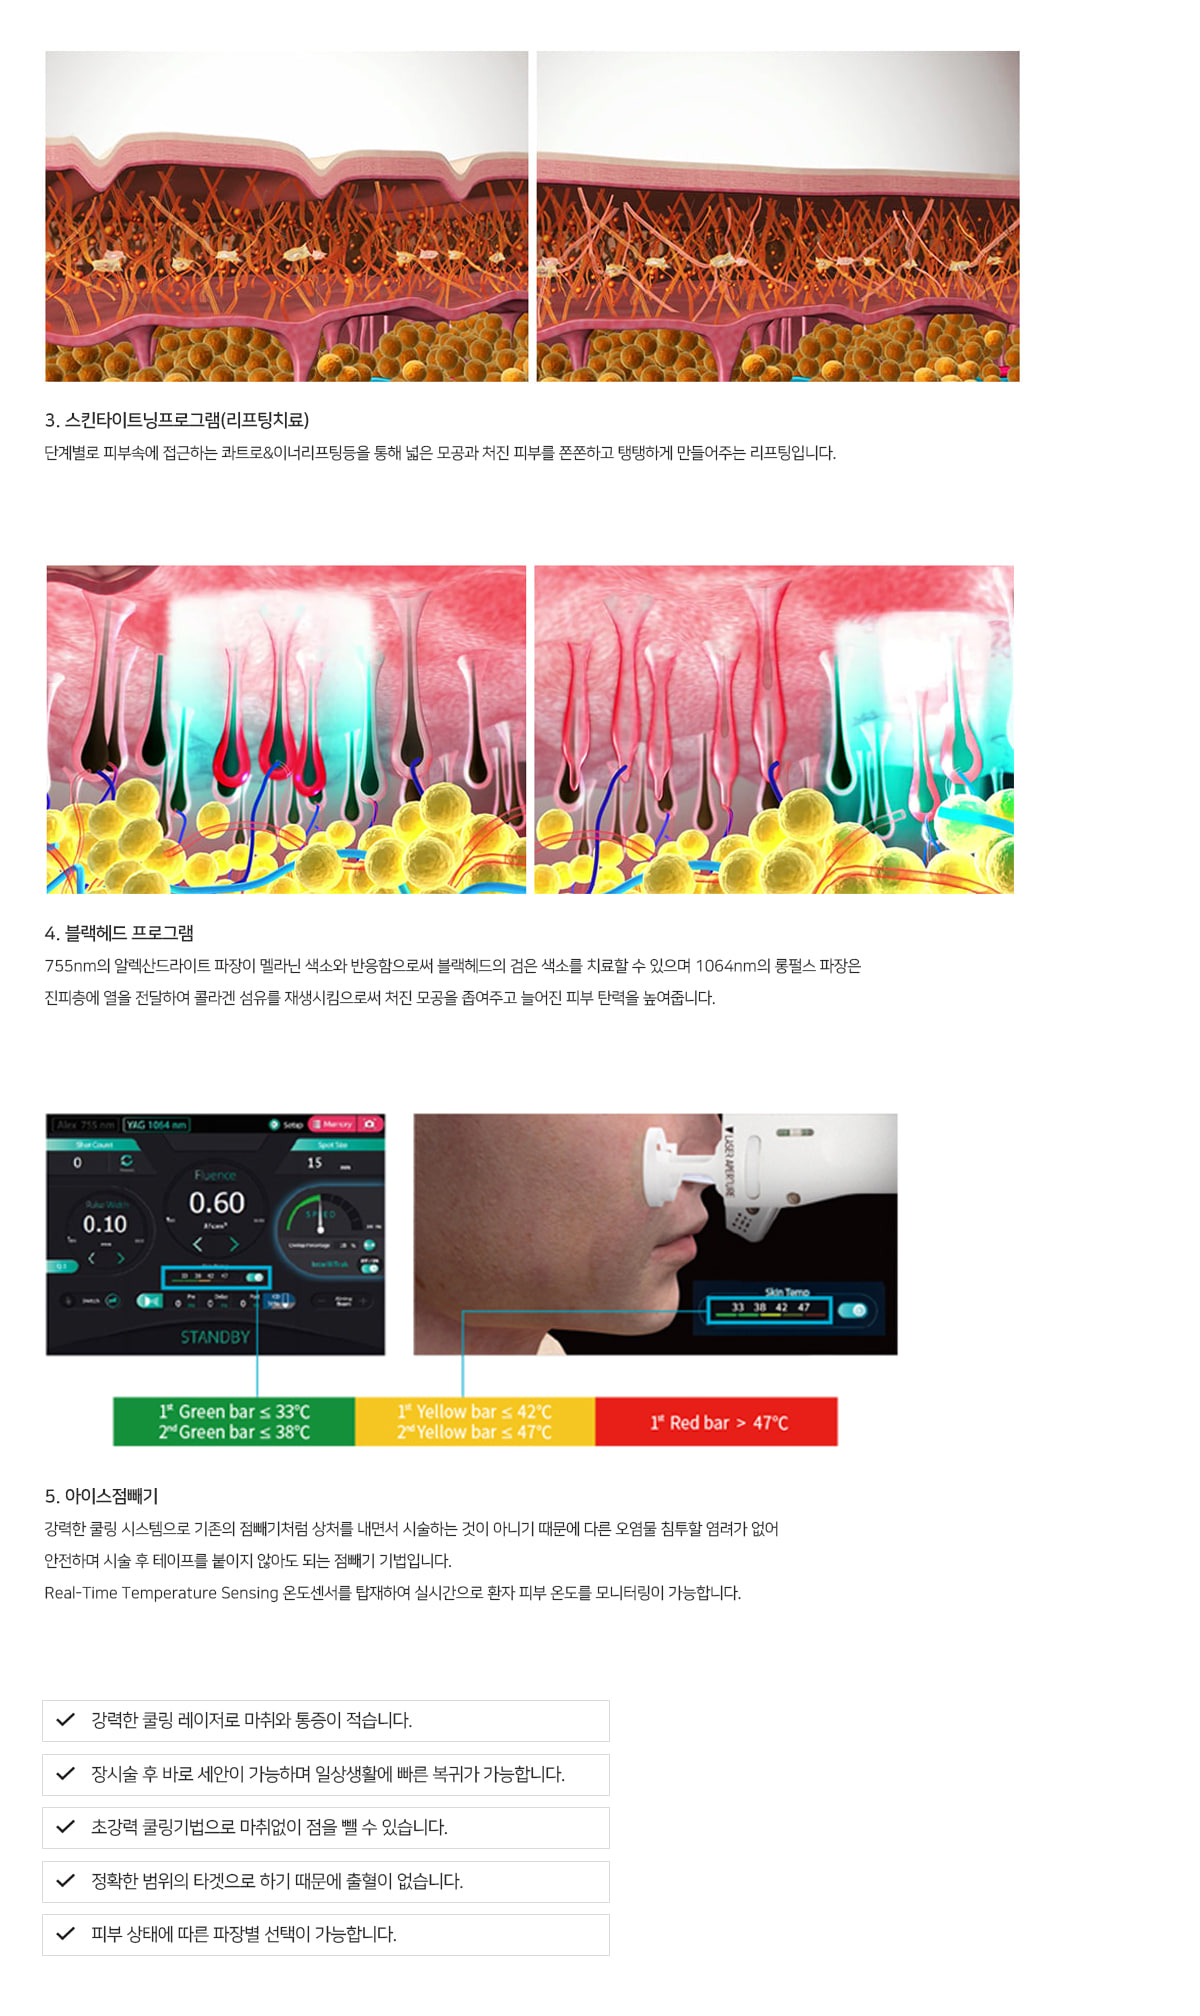 3. 스킨타이트닝프로그램(리프팅치료)
단계별로 피부속에 접근하는 콰트로&이너리프팅등을 통해 넓은 모공과 처진 피부를 쫀쫀하고 탱탱하게 만들어주는 리프팅입니다.
4. 블랙헤드 프로그램
755nm의 알렉산드라이트 파장이 멜라닌 색소와 반응함으로써 블랙헤드의 검은 색소를 치료할 수 있으며 1064nm의 롱펄스 파장은
진피층에 열을 전달하여 콜라겐 섬유를 재생시킴으로써 처진 모공을 좁여주고 늘어진 피부 탄력을 높여줍니다.
Alex 755 nm YAG 1064 nm Setup Memory
Shot Count Spot Size
0 15 mm
Fluence
0.60
J/cm²
Pulse Width
0.10
SPEED
33 38 42 47
Switch Pre Delay Post
0 0 0
Aiming Beam
STANDBY
LASER APERTURE
Skin Temp
33 38 42 47
1st Green bar ≤ 33℃
2nd Green bar ≤ 38℃
1st Yellow bar ≤ 42℃
2nd Yellow bar ≤ 47℃
1st Red bar > 47℃
5. 아이스점빼기
강력한 쿨링 시스템으로 기존의 점빼기처럼 상처를 내면서 시술하는 것이 아니기 때문에 다른 오염물 침투할 염려가 없어
안전하며 시술 후 테이프를 붙이지 않아도 되는 점빼기 기법입니다.
Real-Time Temperature Sensing 온도센서를 탑재하여 실시간으로 환자 피부 온도를 모니터링이 가능합니다.
강력한 쿨링 레이저로 마취와 통증이 적습니다.
장시술 후 바로 세안이 가능하며 일상생활에 빠른 복귀가 가능합니다.
초강력 쿨링기법으로 마취없이 점을 뺄 수 있습니다.
정확한 범위의 타겟으로 하기 때문에 출혈이 없습니다.
피부 상태에 따른 파장별 선택이 가능합니다.